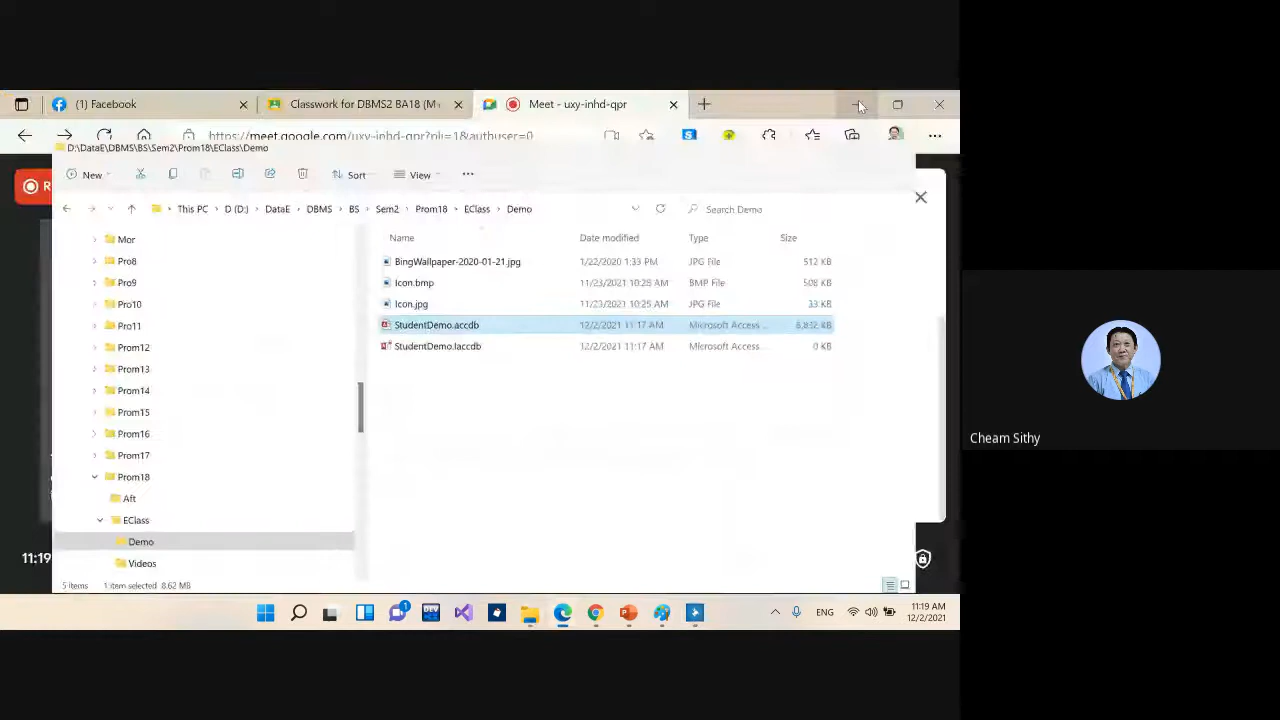 (1) Facebook
Classwork for DBMS2 BA18 (M
Meet - uxy-inhd-qpr
https://meet.google.com/uxy-inhd-qpr?pli=1&authuser=0
D:\DataE\DBMS\BS\Sem2\Prom18\EClass\Demo
R
New
Sort
View
This PC > D (D:) > DataE > DBMS > BS > Sem2 > Prom18 > EClass > Demo
Search Demo
Name Date modified Type Size
BingWallpaper-2020-01-21.jpg 1/22/2020 1:33 PM JPG File 512 KB
Icon.bmp 11/23/2021 10:28 AM BMP File 508 KB
Icon.jpg 11/23/2021 10:25 AM JPG File 33 KB
StudentDemo.accdb 12/2/2021 11:17 AM Microsoft Access ... 8,832 KB
StudentDemo.laccdb 12/2/2021 11:17 AM Microsoft Access ... 0 KB
Mor
Pro8
Pro9
Pro10
Pro11
Prom12
Prom13
Prom14
Prom15
Prom16
Prom17
Prom18
Aft
EClass
Demo
Videos
5 items 1 item selected 8.62 MB
11:19
Cheam Sithy
ENG
11:19 AM
12/2/2021